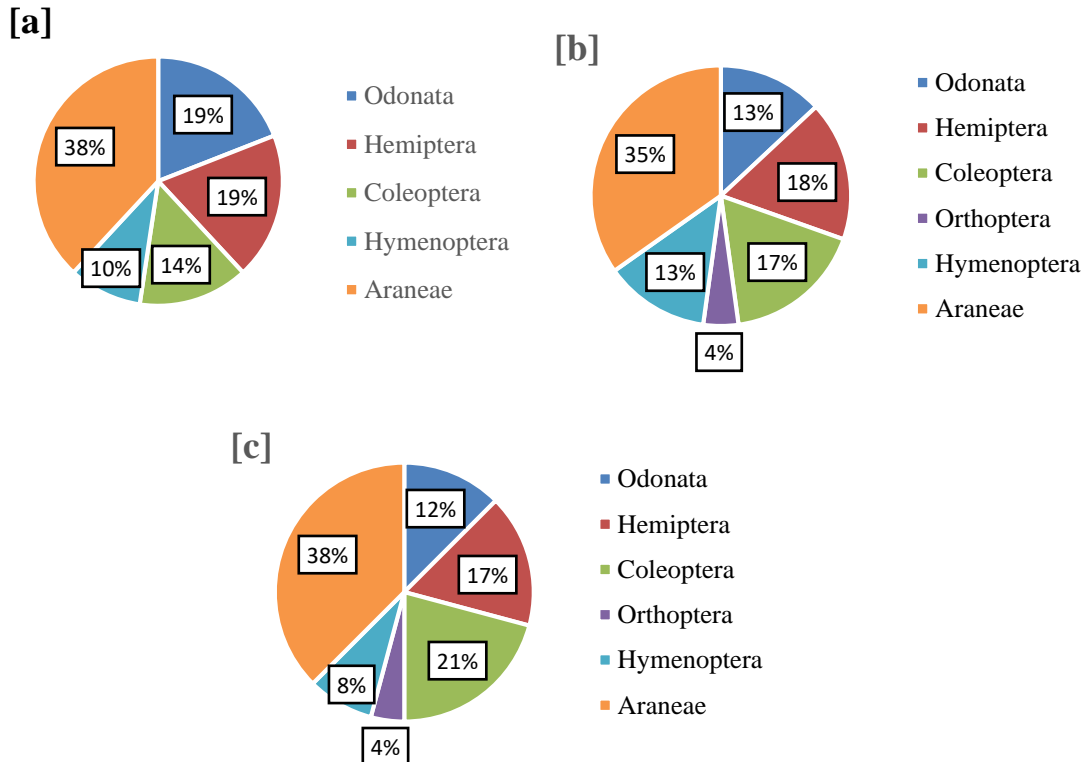 [a]
19%
19%
14%
10%
38%
Odonata
Hemiptera
Coleoptera
Hymenoptera
Araneae
[b]
13%
18%
17%
4%
13%
35%
Odonata
Hemiptera
Coleoptera
Orthoptera
Hymenoptera
Araneae
[c]
12%
17%
21%
4%
8%
38%
Odonata
Hemiptera
Coleoptera
Orthoptera
Hymenoptera
Araneae